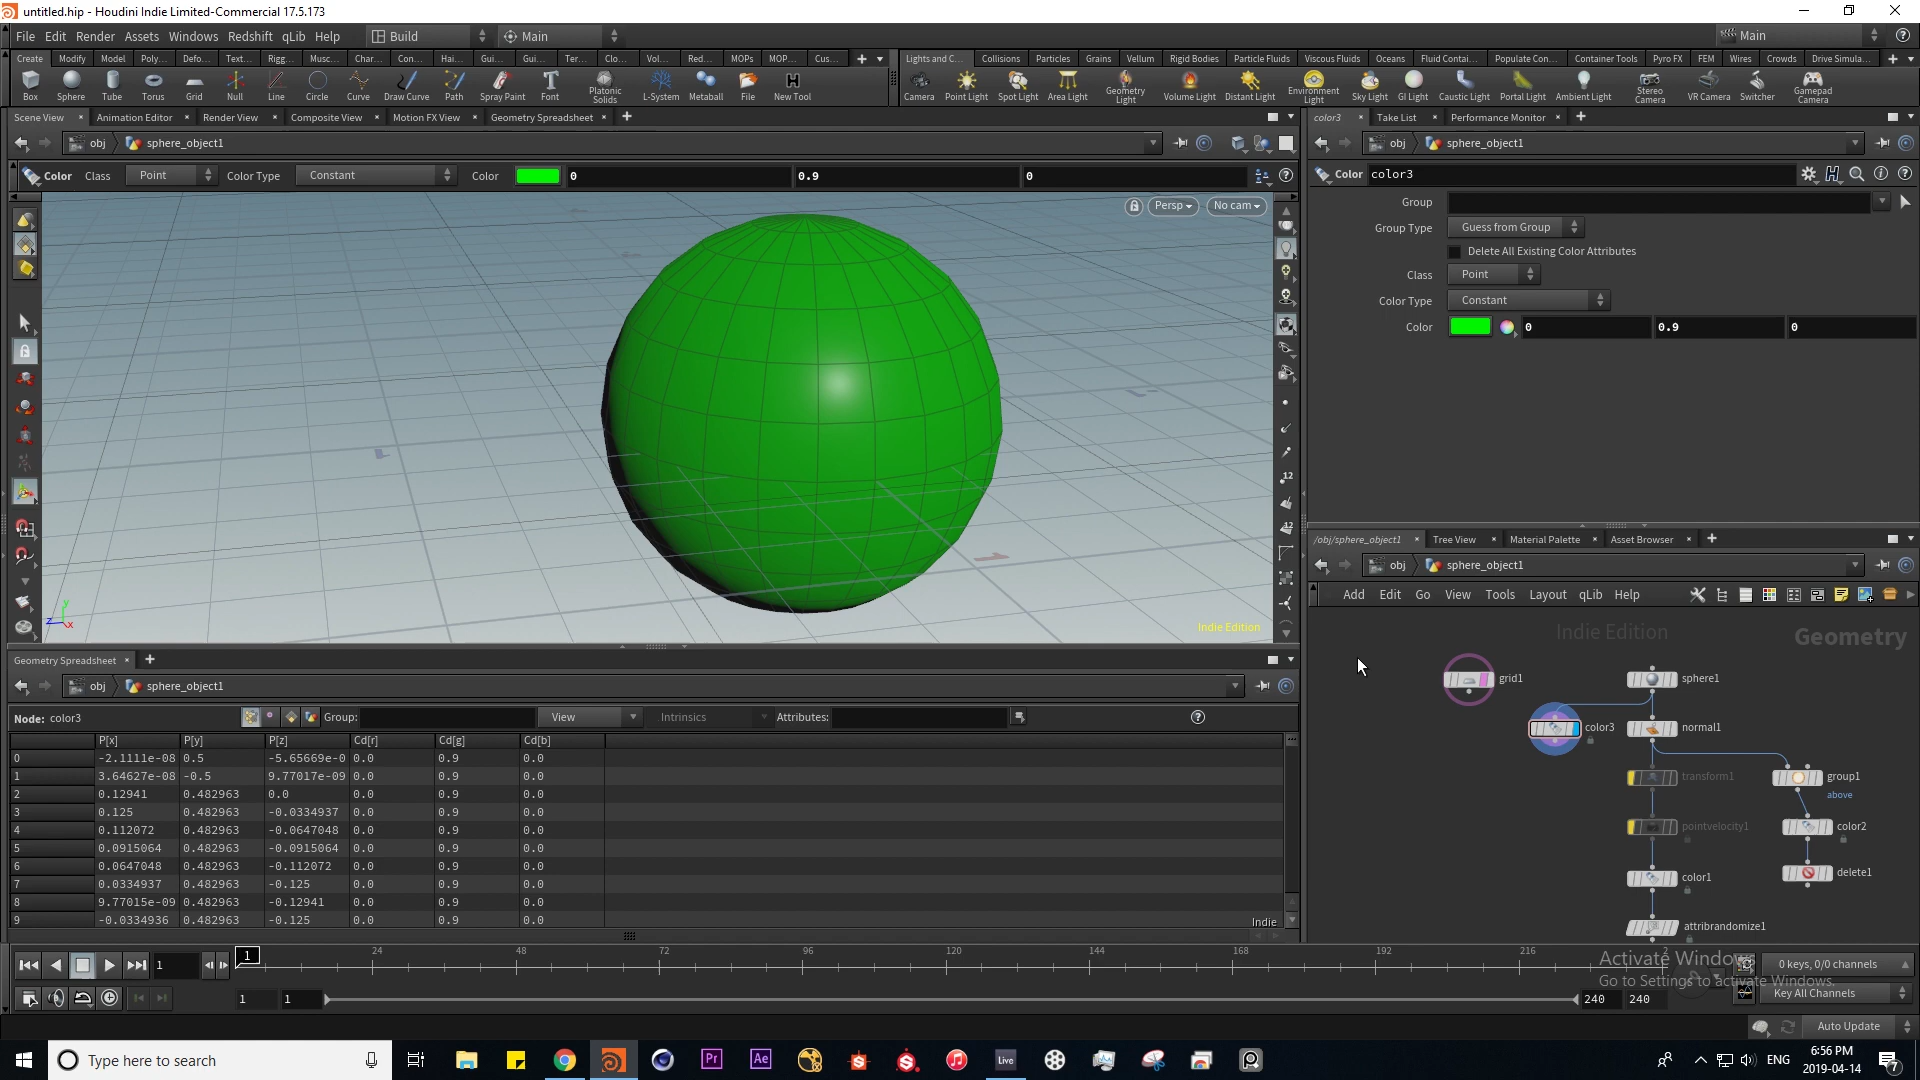 untitled.hip - Houdini Indie Limited-Commercial 17.5.173
File Edit Render Assets Windows Redshift qLib Help Build Main Main
Create Modify Model Poly... Defo... Text... Rigg... Musc... Char... Con... Hai... Gui... Gui... Ter... Clo... Vol... Red... MOPs MOP... Cus...
Lights and C... Collisions Particles Grains Vellum Rigid Bodies Particle Fluids Viscous Fluids Oceans Fluid Contai... Populate Con... Container Tools Pyro FX FEM Wires Crowds Drive Simula...
Box Sphere Tube Torus Grid Null Line Circle Curve Draw Curve Path Spray Paint Font Platonic Solids L-System Metaball File New Tool
Camera Point Light Spot Light Area Light Geometry Light Volume Light Distant Light Environment Light Sky Light GI Light Caustic Light Portal Light Ambient Light Stereo Camera VR Camera Switcher Gamepad Camera
Scene View Animation Editor Render View Composite View Motion FX View Geometry Spreadsheet
obj sphere_object1
Color Class Point Color Type Constant Color 0 0.9 0
Persp No cam
Indie Edition
color3 Take List Performance Monitor
obj sphere_object1
Color color3
Group
Group Type Guess from Group
Delete All Existing Color Attributes
Class Point
Color Type Constant
Color 0 0.9 0
/obj/sphere_object1 Tree View Material Palette Asset Browser
obj sphere_object1
Add Edit Go View Tools Layout qLib Help
Indie Edition Geometry
grid1 sphere1
color3 normal1
transform1 group1
above
pointvelocity1 color2
color1 delete1
attribrandomize1
Geometry Spreadsheet
obj sphere_object1
Node: color3 Group: View Intrinsics Attributes:
P[x] P[y] P[z] Cd[r] Cd[g] Cd[b]
0 -2.1111e-08 0.5 -5.65669e-0 0.0 0.9 0.0
1 3.64627e-08 -0.5 9.77017e-09 0.0 0.9 0.0
2 0.12941 0.482963 0.0 0.0 0.9 0.0
3 0.125 0.482963 -0.0334937 0.0 0.9 0.0
4 0.112072 0.482963 -0.0647048 0.0 0.9 0.0
5 0.0915064 0.482963 -0.0915064 0.0 0.9 0.0
6 0.0647048 0.482963 -0.112072 0.0 0.9 0.0
7 0.0334937 0.482963 -0.125 0.0 0.9 0.0
8 9.77015e-09 0.482963 -0.12941 0.0 0.9 0.0
9 -0.0334936 0.482963 -0.125 0.0 0.9 0.0
Indie
1 1 24 48 72 96 120 144 168 192 216 2
Activate Windows
Go to Settings to activate Windows.
0 keys, 0/0 channels
1 1 240 240 Key All Channels
Auto Update
Type here to search
Pr Ae Live
ENG 6:56 PM
2019-04-14
7